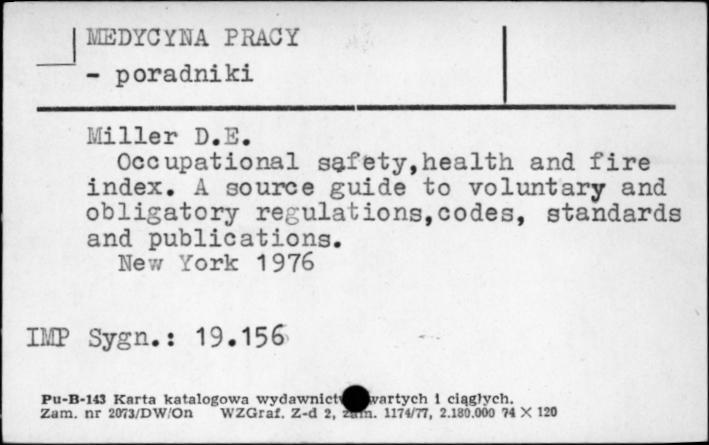 MEDYCYNA PRACY
- poradniki
Miller D.E.
Occupational safety,health and fire
index. A source guide to voluntary and
obligatory regulations,codes, standards
and publications.
New York 1976
IMP Sygn.: 19.156
Pu-B-143 Karta katalogowa wydawnict wartych i ciągłych.
Zam. nr 2073/DW/On WZGraf. Z-d 2, zam. 1174/77, 2.180.000 74 X 120